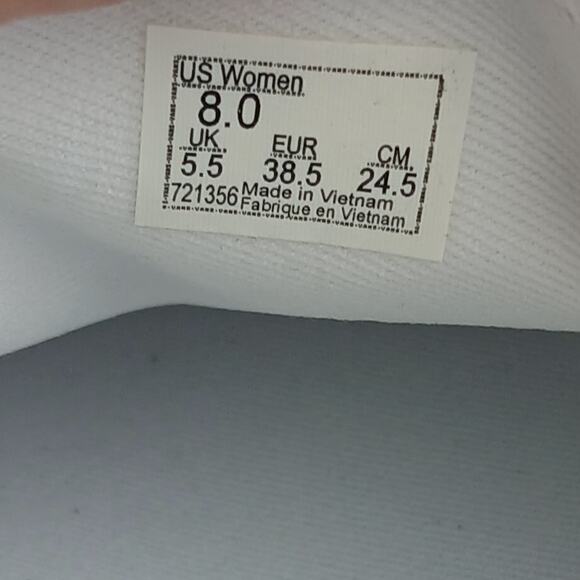 US Women
8.0
UK EUR CM
5.5 38.5 24.5
721356 Made in Vietnam
Fabrique en Vietnam